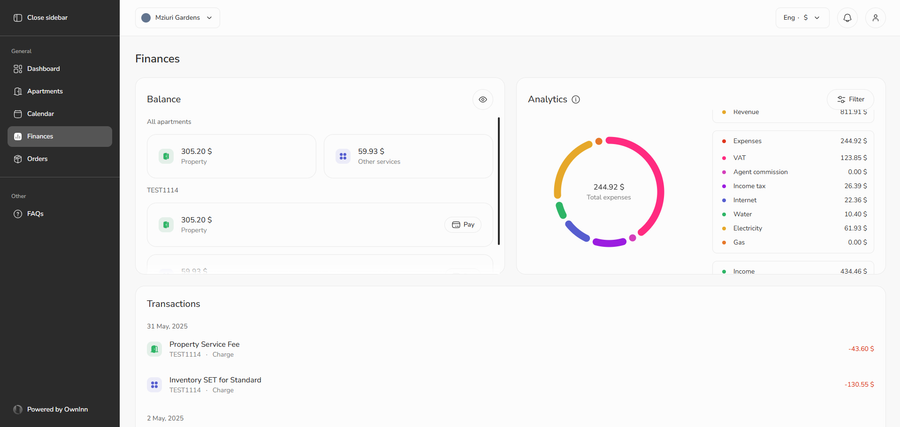 Close sidebar
General
Dashboard
Apartments
Calendar
Finances
Orders
Other
FAQs
Powered by OwnInn
Mziuri Gardens
Eng · $
Finances
Balance
All apartments
305.20 $
Property
59.93 $
Other services
TEST1114
305.20 $
Property
Pay
59.93 $
Analytics
Filter
244.92 $
Total expenses
Revenue 811.91 $
Expenses 244.92 $
VAT 123.85 $
Agent commission 0.00 $
Income tax 26.39 $
Internet 22.36 $
Water 10.40 $
Electricity 61.93 $
Gas 0.00 $
Income 434.46 $
Transactions
31 May, 2025
Property Service Fee
TEST1114 · Charge
-43.60 $
Inventory SET for Standard
TEST1114 · Charge
-130.55 $
2 May, 2025